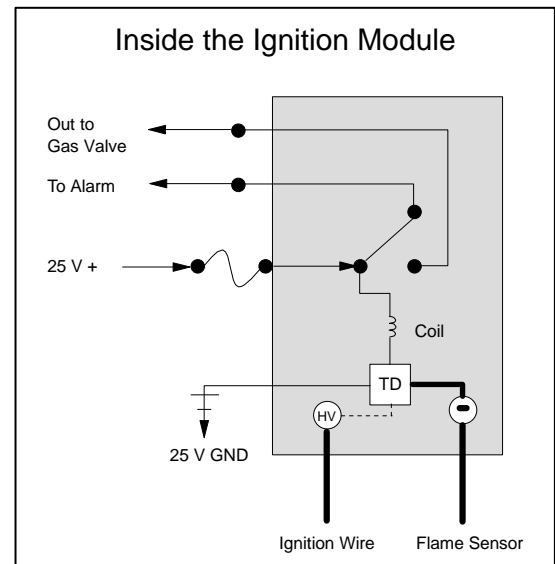 Inside the Ignition Module
Out to
Gas Valve
To Alarm
25 V +
Coil
TD
HV
25 V GND
Ignition Wire
Flame Sensor